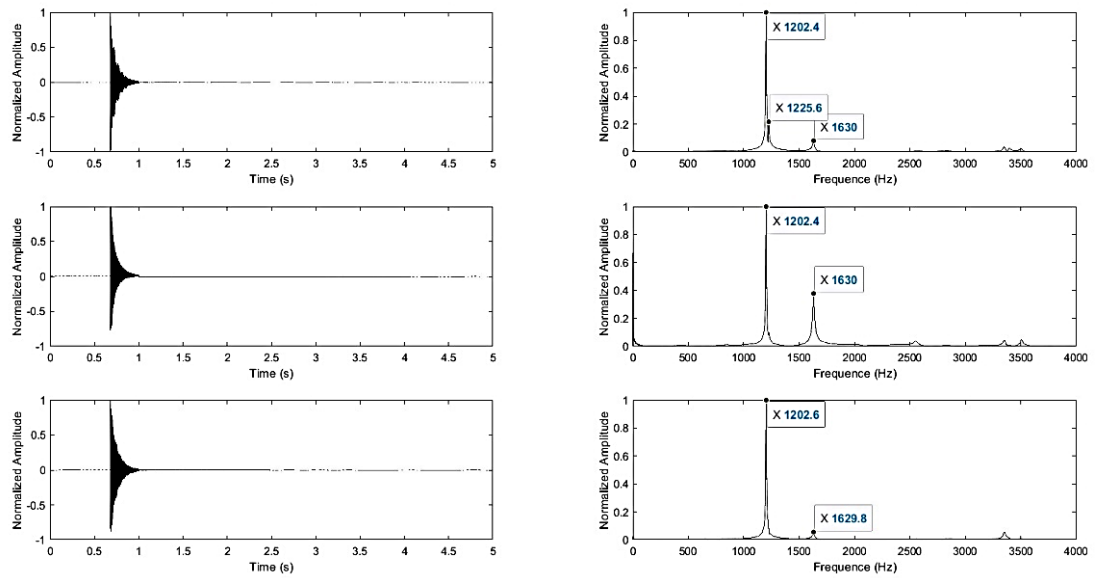 Normalized Amplitude
1
0.5
0
-0.5
-1
0 0.5 1 1.5 2 2.5 3 3.5 4 4.5 5
Time (s)
Normalized Amplitude
1
0.8
0.6
0.4
0.2
0
X 1202.4
X 1225.6
X 1630
0 500 1000 1500 2000 2500 3000 3500 4000
Frequence (Hz)
Normalized Amplitude
1
0.5
0
-0.5
-1
0 0.5 1 1.5 2 2.5 3 3.5 4 4.5 5
Time (s)
Normalized Amplitude
1
0.8
0.6
0.4
0.2
0
X 1202.4
X 1630
0 500 1000 1500 2000 2500 3000 3500 4000
Frequence (Hz)
Normalized Amplitude
1
0.5
0
-0.5
-1
0 0.5 1 1.5 2 2.5 3 3.5 4 4.5 5
Time (s)
Normalized Amplitude
1
0.8
0.6
0.4
0.2
0
X 1202.6
X 1629.8
0 500 1000 1500 2000 2500 3000 3500 4000
Frequence (Hz)